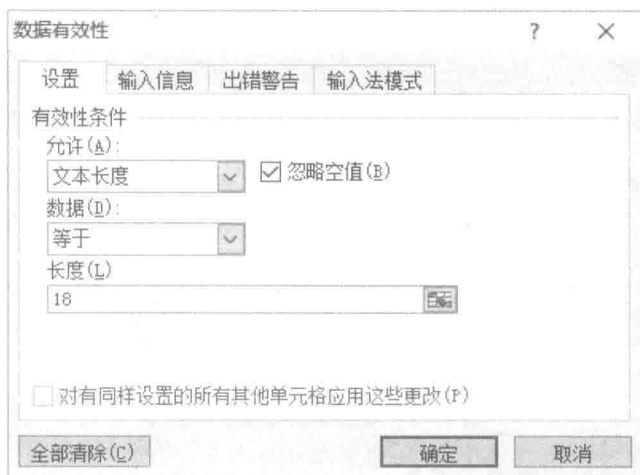 数据有效性 ?
设置 输入信息 出错警告 输入法模式
有效性条件
允许(A):
文本长度 忽略空值(B)
数据(D):
等于
长度(L)
18
对有同样设置的所有其他单元格应用这些更改(P)
全部清除(C) 确定 取消